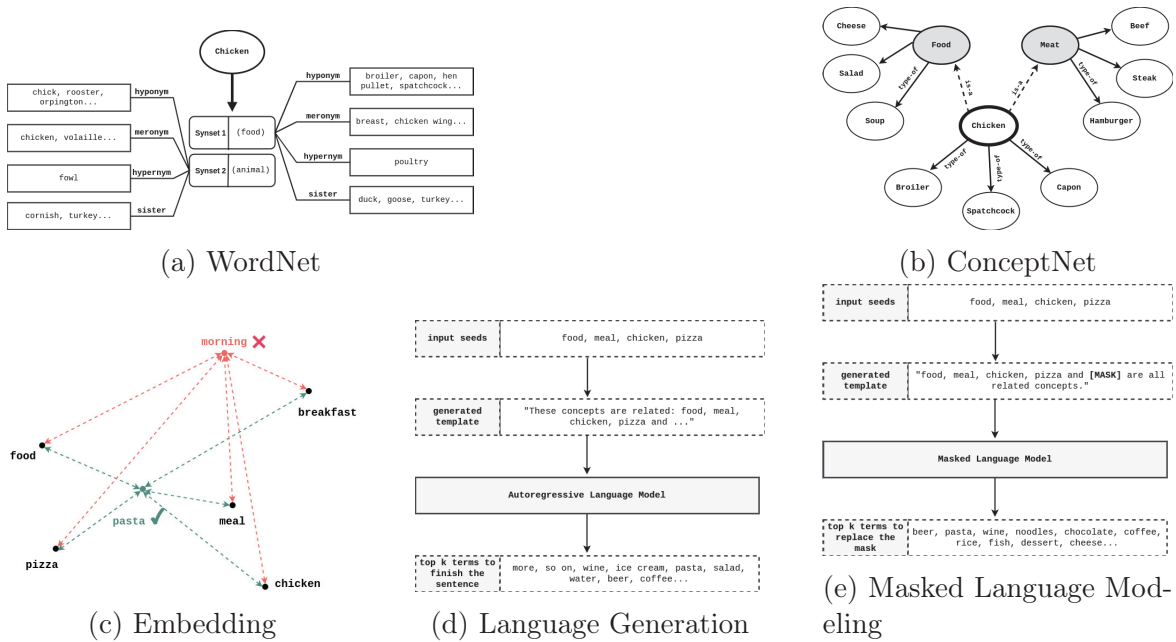 Chicken
chick, rooster,
orpington...
hyponym
chicken, volaille...
meronym
fowl
hypernym
cornish, turkey...
sister
Synset 1
(food)
Synset 2
(animal)
hyponym
broiler, capon, hen
pullet, spatchcock...
meronym
breast, chicken wing...
hypernym
poultry
sister
duck, goose, turkey...
(a) WordNet
Cheese
Salad
Soup
Food
type-of
Meat
Beef
Steak
Hamburger
type-of
is-a
is-a
Chicken
type-of
type-of
type-of
Broiler
Spatchcock
Capon
(b) ConceptNet
morning
breakfast
food
pasta
meal
pizza
chicken
(c) Embedding
input seeds
food, meal, chicken, pizza
generated
template
"These concepts are related: food, meal,
chicken, pizza and ..."
Autoregressive Language Model
top k terms to
finish the
sentence
more, so on, wine, ice cream, pasta, salad,
water, beer, coffee...
(d) Language Generation
input seeds
food, meal, chicken, pizza
generated
template
"food, meal, chicken, pizza and [MASK] are all
related concepts."
Masked Language Model
top k terms to
replace the
mask
beer, pasta, wine, noodles, chocolate, coffee,
rice, fish, dessert, cheese...
(e) Masked Language Mod-
eling